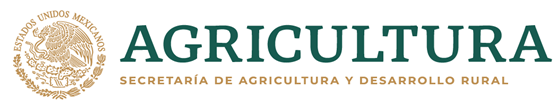 ESTADOS UNIDOS MEXICANOS
AGRICULTURA
SECRETARÍA DE AGRICULTURA Y DESARROLLO RURAL